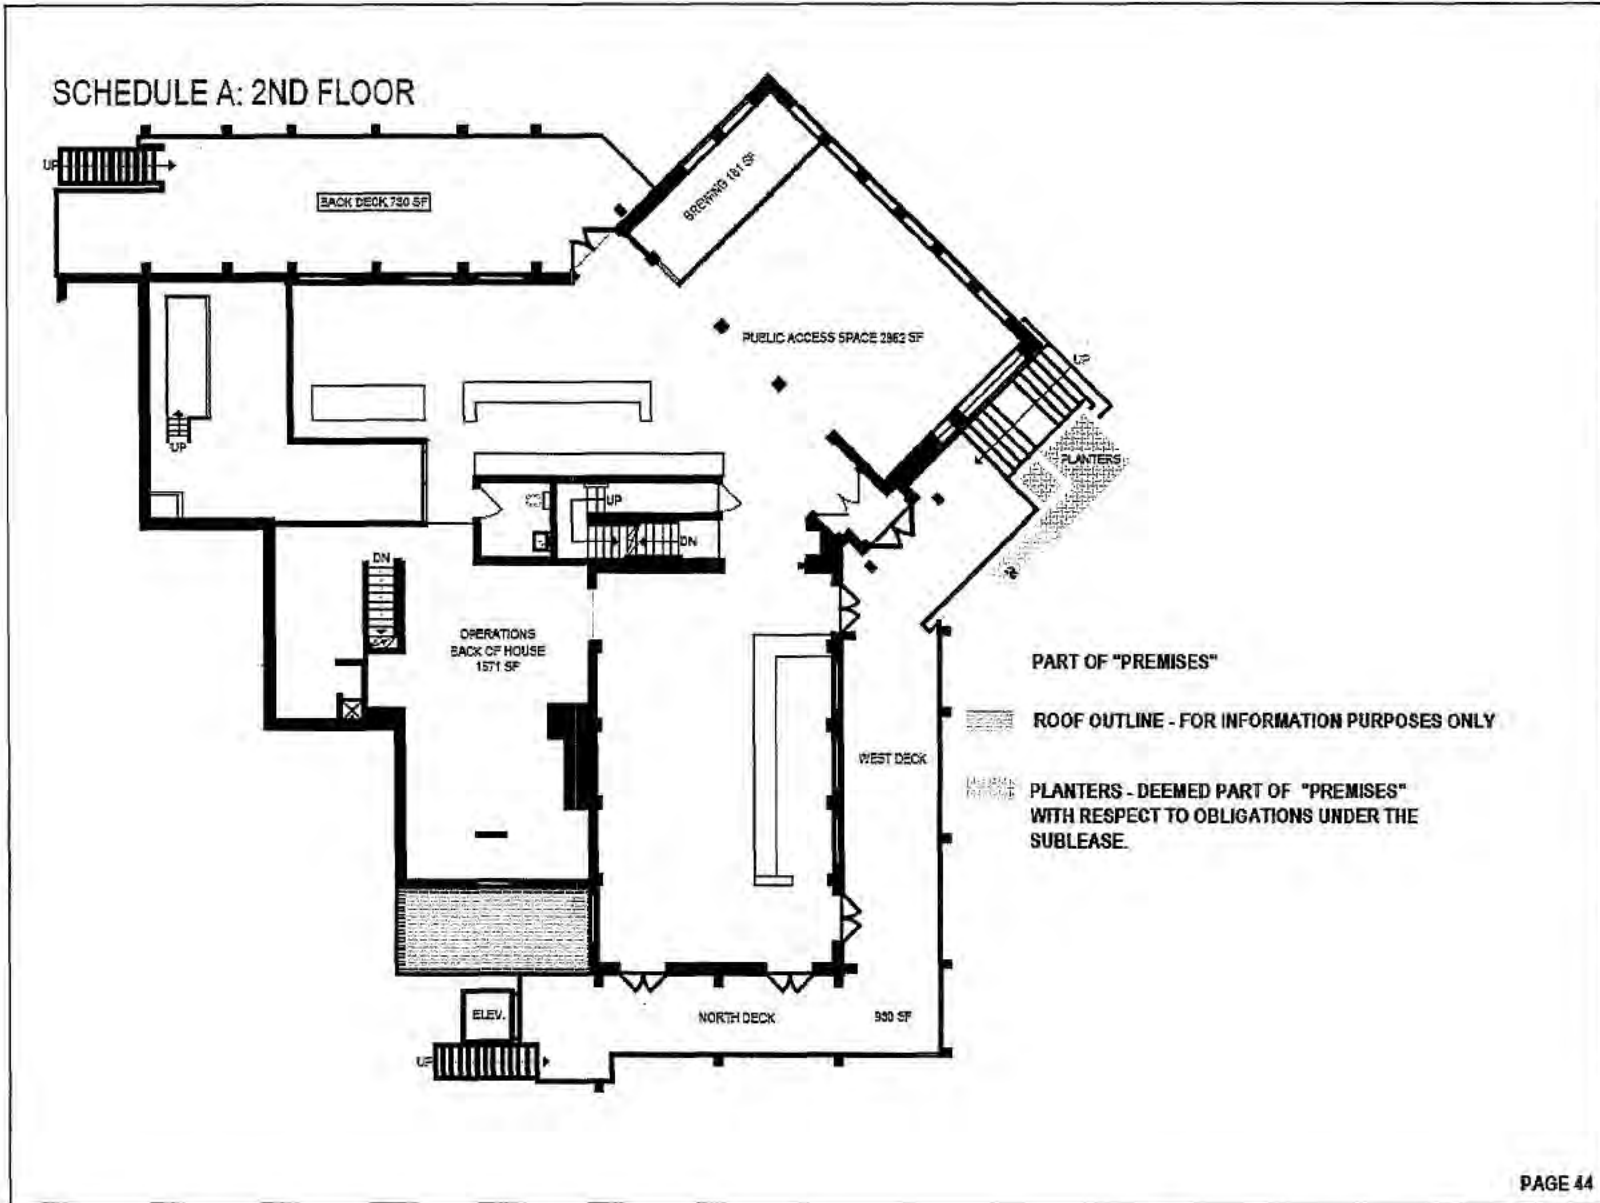 SCHEDULE A: 2ND FLOOR
UP
BACK DECK 730 SF
BREWING 181 SF
PUBLIC ACCESS SPACE 2862 SF
UP
UP
PLANTERS
UP
DN
DN
OPERATIONS
BACK OF HOUSE
1571 SF
PART OF "PREMISES"
ROOF OUTLINE - FOR INFORMATION PURPOSES ONLY
WEST DECK
PLANTERS - DEEMED PART OF "PREMISES"
WITH RESPECT TO OBLIGATIONS UNDER THE
SUBLEASE.
ELEV.
NORTH DECK
930 SF
UP
PAGE 44